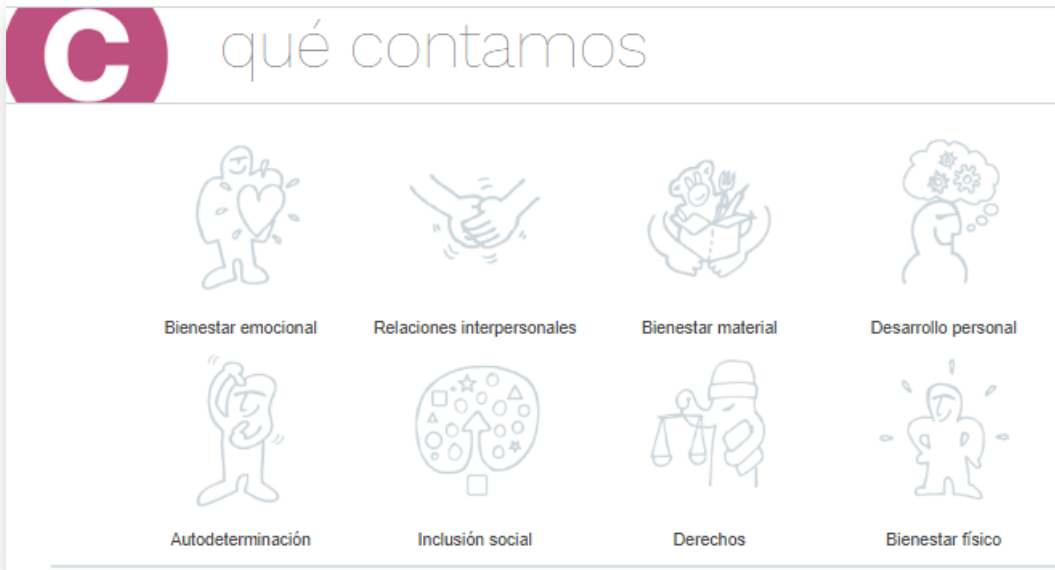 C
qué contamos
Bienestar emocional
Relaciones interpersonales
Bienestar material
Desarrollo personal
Autodeterminación
Inclusión social
Derechos
Bienestar físico